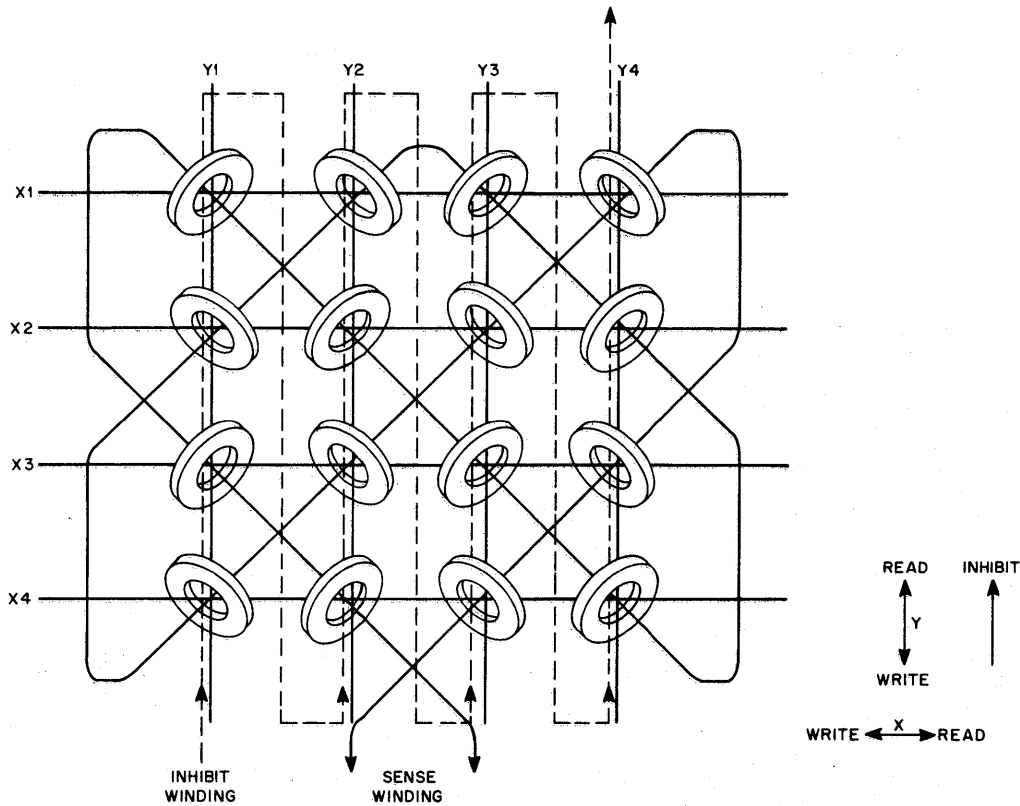 Y1 Y2 Y3 Y4
X1
X2
X3
X4
READ INHIBIT
Y
WRITE
WRITE X READ
INHIBIT WINDING
SENSE WINDING